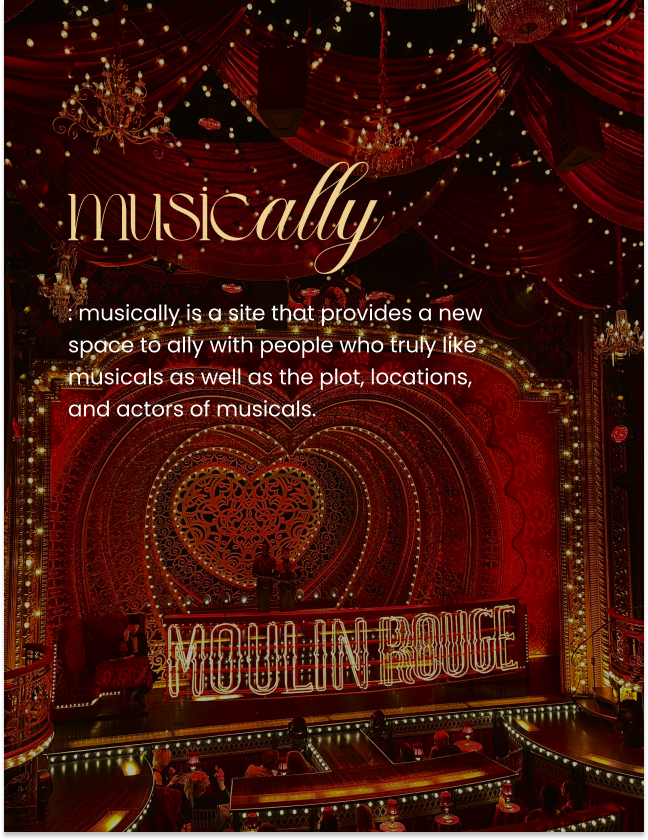 musically
: musically is a site that provides a new
space to ally with people who truly like
musicals as well as the plot, locations,
and actors of musicals.
MOULIN ROUGE